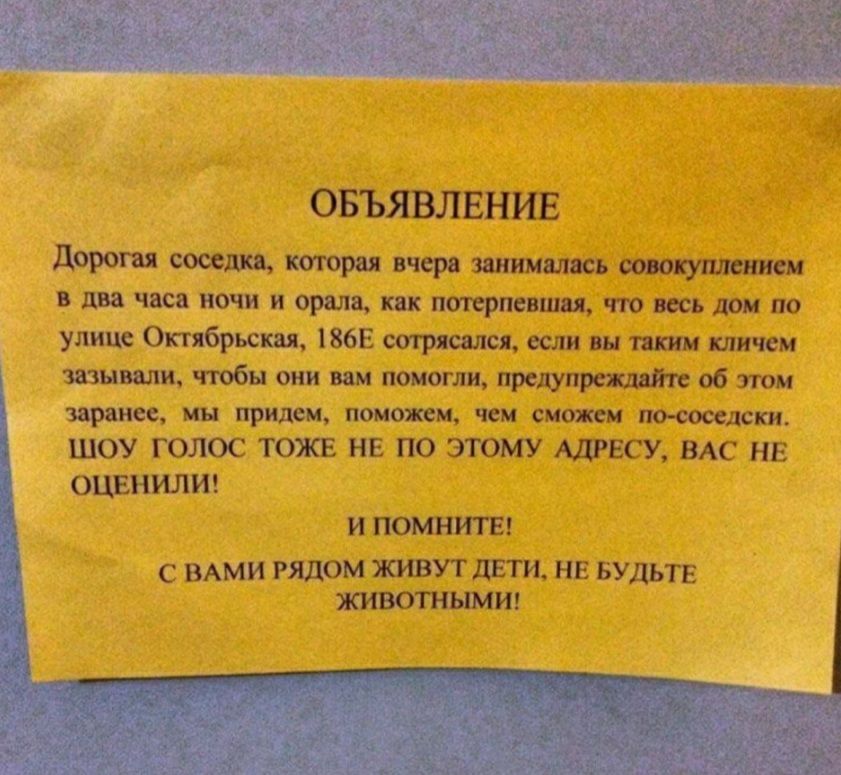 ОБЪЯВЛЕНИЕ
Дорогая соседка, которая вчера занималась совокуплением
в два часа ночи и орала, как потерпевшая, что весь дом по
улице Октябрьская, 186Е сотрясался, если вы таким кличем
зазывали, чтобы они вам помогли, предупреждайте об этом
заранее, мы придем, поможем, чем сможем по-соседски.
ШОУ ГОЛОС ТОЖЕ НЕ ПО ЭТОМУ АДРЕСУ, ВАС НЕ
ОЦЕНИЛИ!
И ПОМНИТЕ!
С ВАМИ РЯДОМ ЖИВУТ ДЕТИ, НЕ БУДЬТЕ
ЖИВОТНЫМИ!